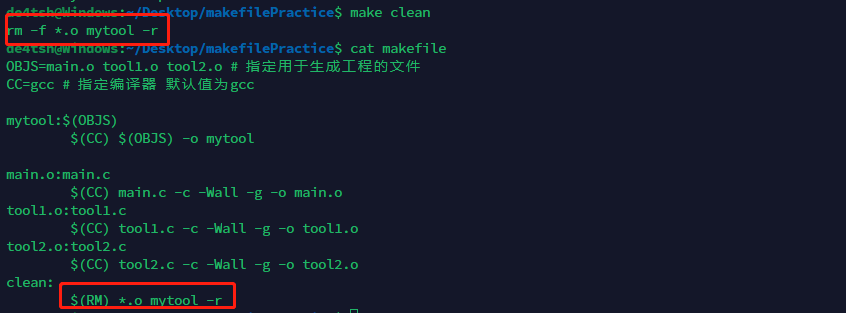 de4tsh@Windows:~/Desktop/makefilePractice$ make clean
rm -f *.o mytool -r
de4tsh@Windows:~/Desktop/makefilePractice$ cat makefile
OBJS=main.o tool1.o tool2.o # 指定用于生成工程的文件
CC=gcc # 指定编译器 默认值为gcc
mytool:$(OBJS)
$(CC) $(OBJS) -o mytool
main.o:main.c
$(CC) main.c -c -Wall -g -o main.o
tool1.o:tool1.c
$(CC) tool1.c -c -Wall -g -o tool1.o
tool2.o:tool2.c
$(CC) tool2.c -c -Wall -g -o tool2.o
clean:
$(RM) *.o mytool -r